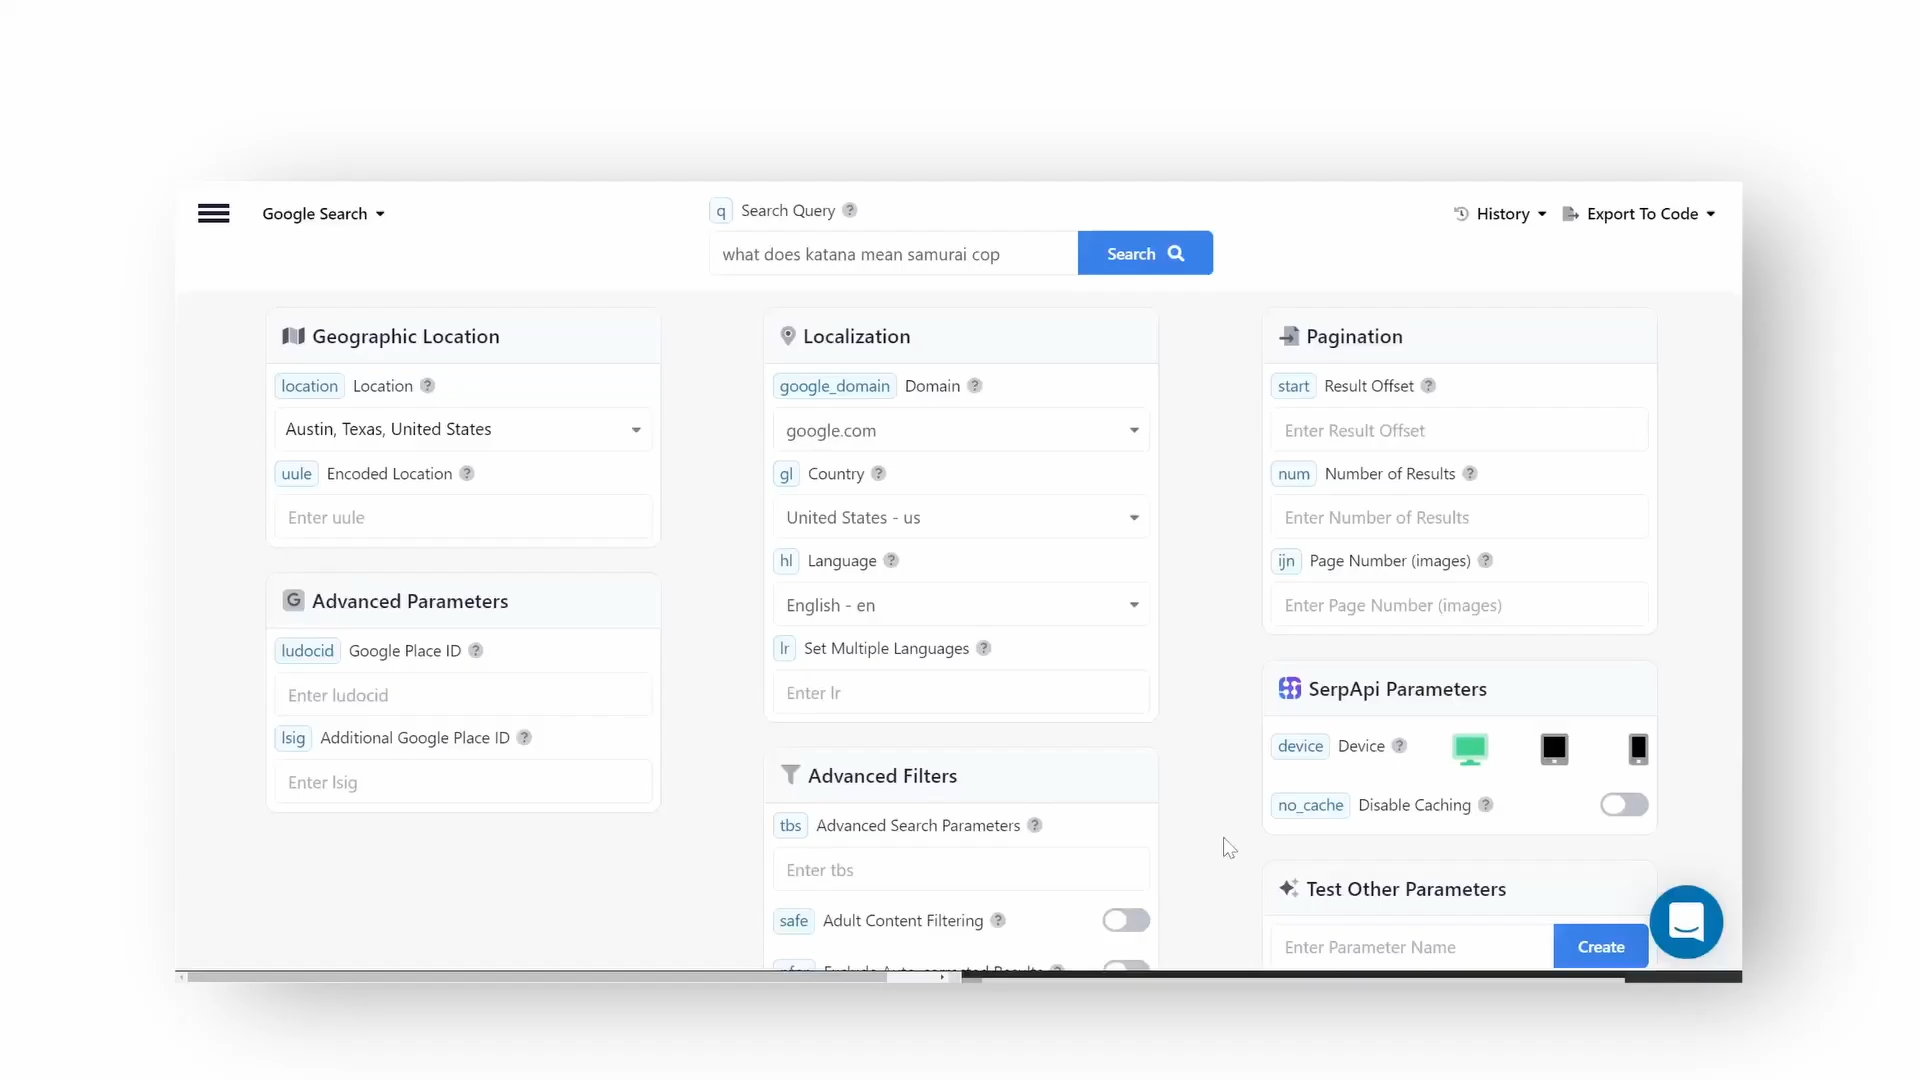 Google Search
q Search Query
History
Export To Code
what does katana mean samurai cop
Search
Geographic Location
location Location
Austin, Texas, United States
uule Encoded Location
Enter uule
Advanced Parameters
ludocid Google Place ID
Enter ludocid
lsig Additional Google Place ID
Enter lsig
Localization
google_domain Domain
google.com
gl Country
United States - us
hl Language
English - en
lr Set Multiple Languages
Enter lr
Advanced Filters
tbs Advanced Search Parameters
Enter tbs
safe Adult Content Filtering
Exclude Auto-corrected Results
Pagination
start Result Offset
Enter Result Offset
num Number of Results
Enter Number of Results
ijn Page Number (images)
Enter Page Number (images)
SerpApi Parameters
device Device
no_cache Disable Caching
Test Other Parameters
Enter Parameter Name
Create